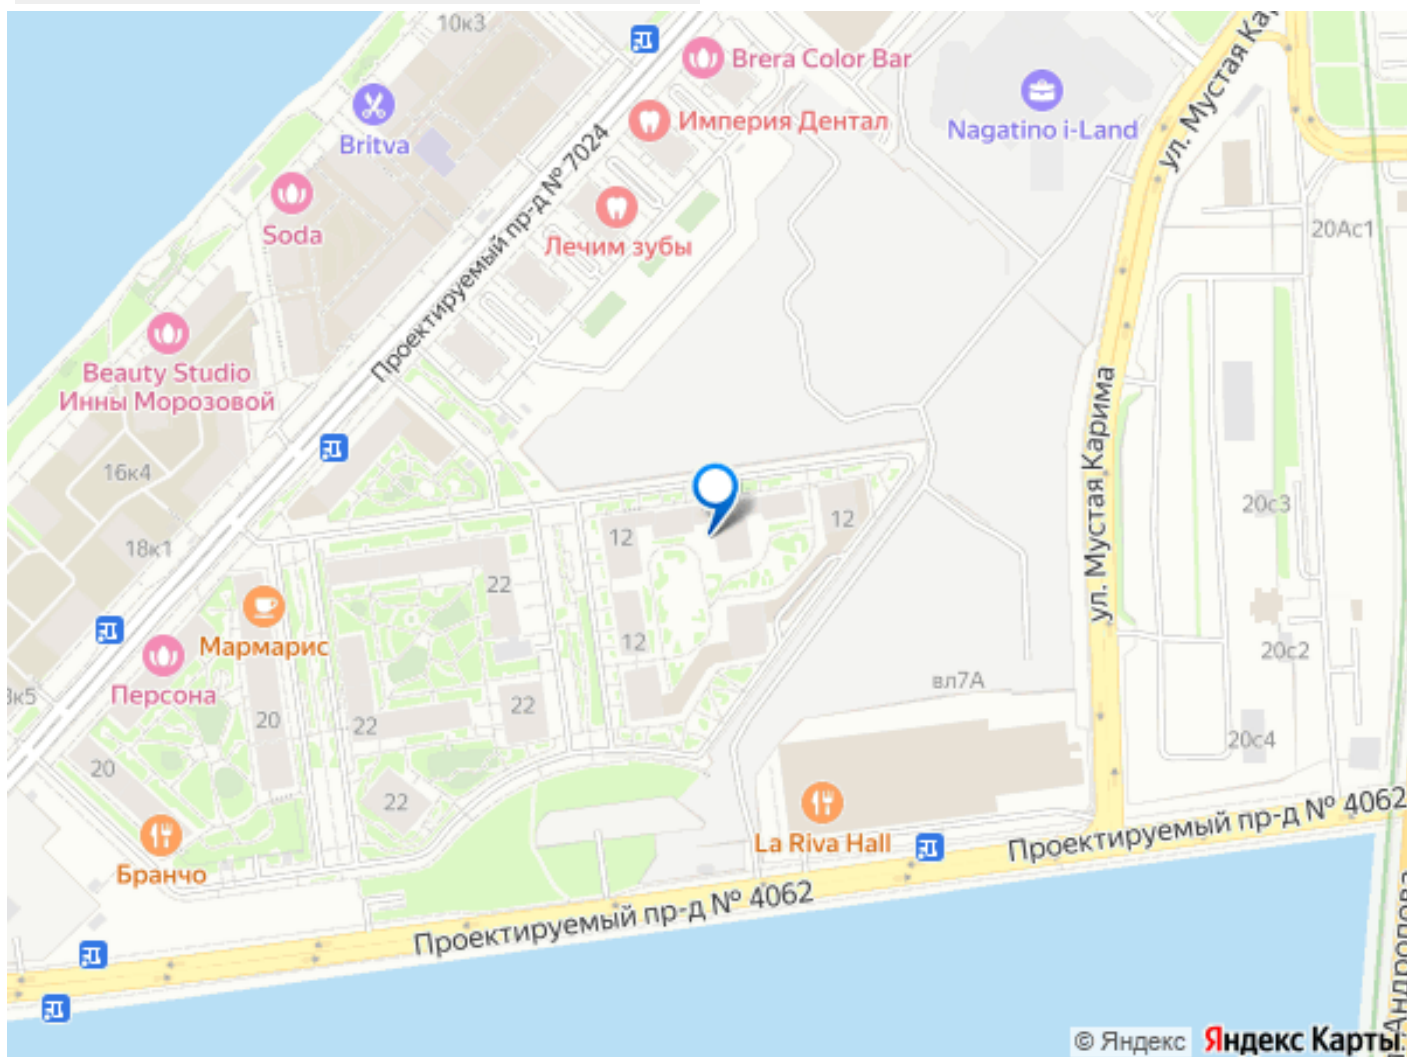 10к3
Brera Color Bar
Империя Дентал
Nagatino i-Land
ул. Мустая Кар
Britva
Проектируемый пр-д № 7024
Soda
Лечим зубы
20Ас1
Beauty Studio
Инны Морозовой
16к4
ул. Мустая Карима
20с3
12
12
18к1
22
Мармарис
12
20с2
Персона
к5
вл7А
20
22
22
20с4
20
22
La Riva Hall
Проектируемый пр-д № 4062
Бранчо
Проектируемый пр-д № 4062
Андропова
© Яндекс Яндекс Карты